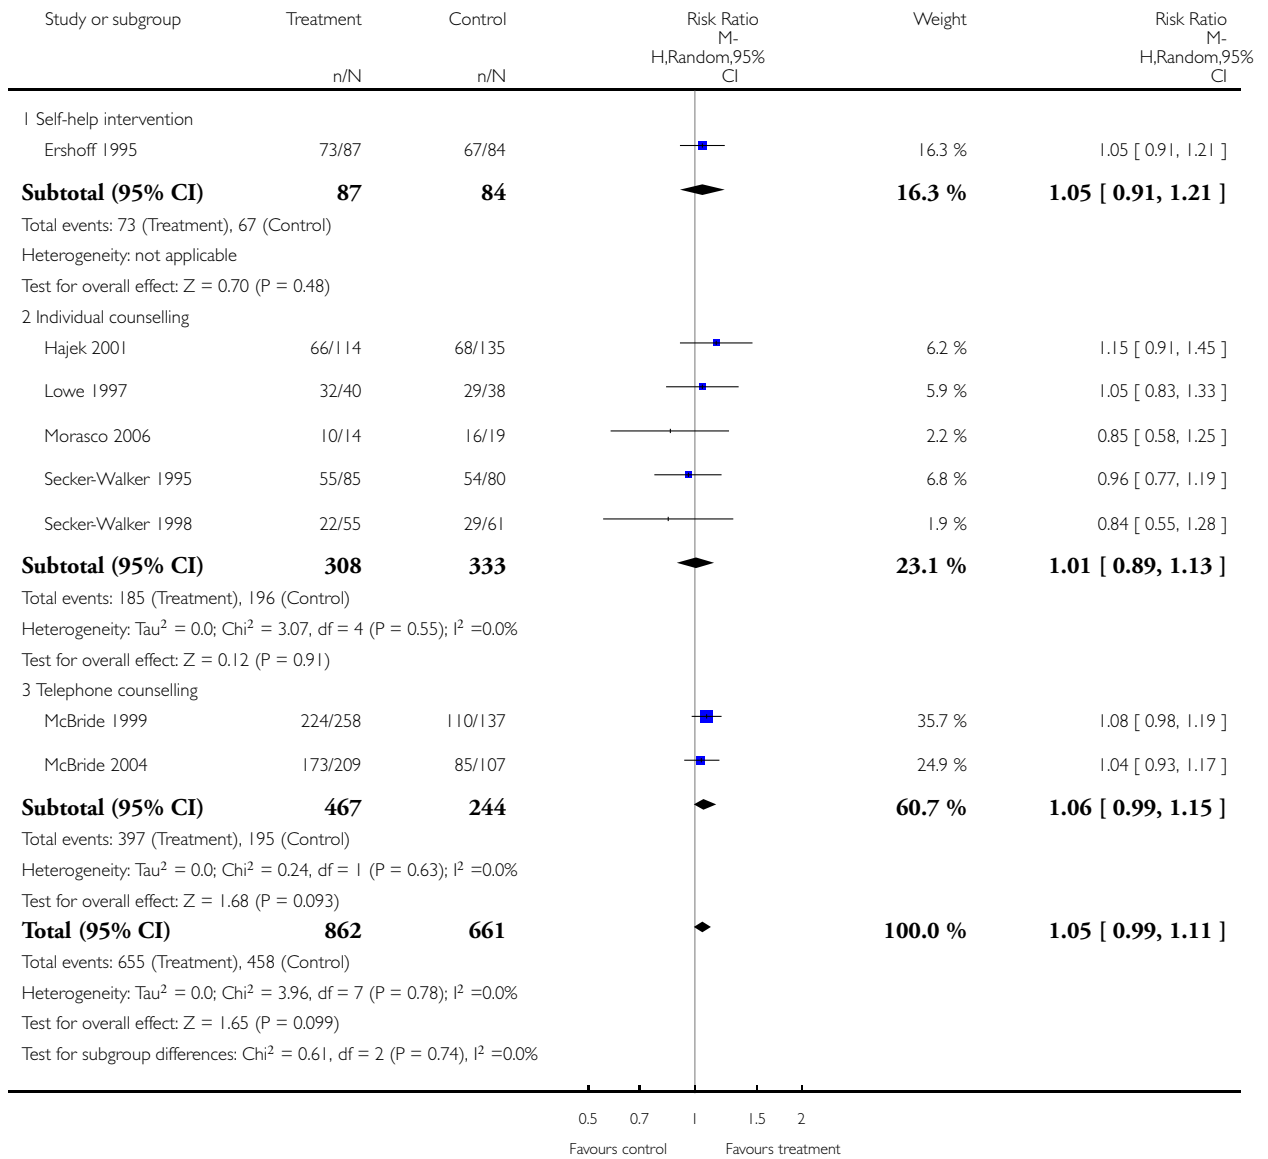 Study or subgroup Treatment Control Risk Ratio Weight Risk Ratio
M- M-
H,Random,95% H,Random,95%
n/N n/N CI CI
1 Self-help intervention
Ershoff 1995 73/87 67/84 16.3 % 1.05 [ 0.91, 1.21 ]
Subtotal (95% CI) 87 84 16.3 % 1.05 [ 0.91, 1.21 ]
Total events: 73 (Treatment), 67 (Control)
Heterogeneity: not applicable
Test for overall effect: Z = 0.70 (P = 0.48)
2 Individual counselling
Hajek 2001 66/114 68/135 6.2 % 1.15 [ 0.91, 1.45 ]
Lowe 1997 32/40 29/38 5.9 % 1.05 [ 0.83, 1.33 ]
Morasco 2006 10/14 16/19 2.2 % 0.85 [ 0.58, 1.25 ]
Secker-Walker 1995 55/85 54/80 6.8 % 0.96 [ 0.77, 1.19 ]
Secker-Walker 1998 22/55 29/61 1.9 % 0.84 [ 0.55, 1.28 ]
Subtotal (95% CI) 308 333 23.1 % 1.01 [ 0.89, 1.13 ]
Total events: 185 (Treatment), 196 (Control)
Heterogeneity: Tau² = 0.0; Chi² = 3.07, df = 4 (P = 0.55); I² =0.0%
Test for overall effect: Z = 0.12 (P = 0.91)
3 Telephone counselling
McBride 1999 224/258 110/137 35.7 % 1.08 [ 0.98, 1.19 ]
McBride 2004 173/209 85/107 24.9 % 1.04 [ 0.93, 1.17 ]
Subtotal (95% CI) 467 244 60.7 % 1.06 [ 0.99, 1.15 ]
Total events: 397 (Treatment), 195 (Control)
Heterogeneity: Tau² = 0.0; Chi² = 0.24, df = 1 (P = 0.63); I² =0.0%
Test for overall effect: Z = 1.68 (P = 0.093)
Total (95% CI) 862 661 100.0 % 1.05 [ 0.99, 1.11 ]
Total events: 655 (Treatment), 458 (Control)
Heterogeneity: Tau² = 0.0; Chi² = 3.96, df = 7 (P = 0.78); I² =0.0%
Test for overall effect: Z = 1.65 (P = 0.099)
Test for subgroup differences: Chi² = 0.61, df = 2 (P = 0.74), I² =0.0%
0.5 0.7 1 1.5 2
Favours control Favours treatment